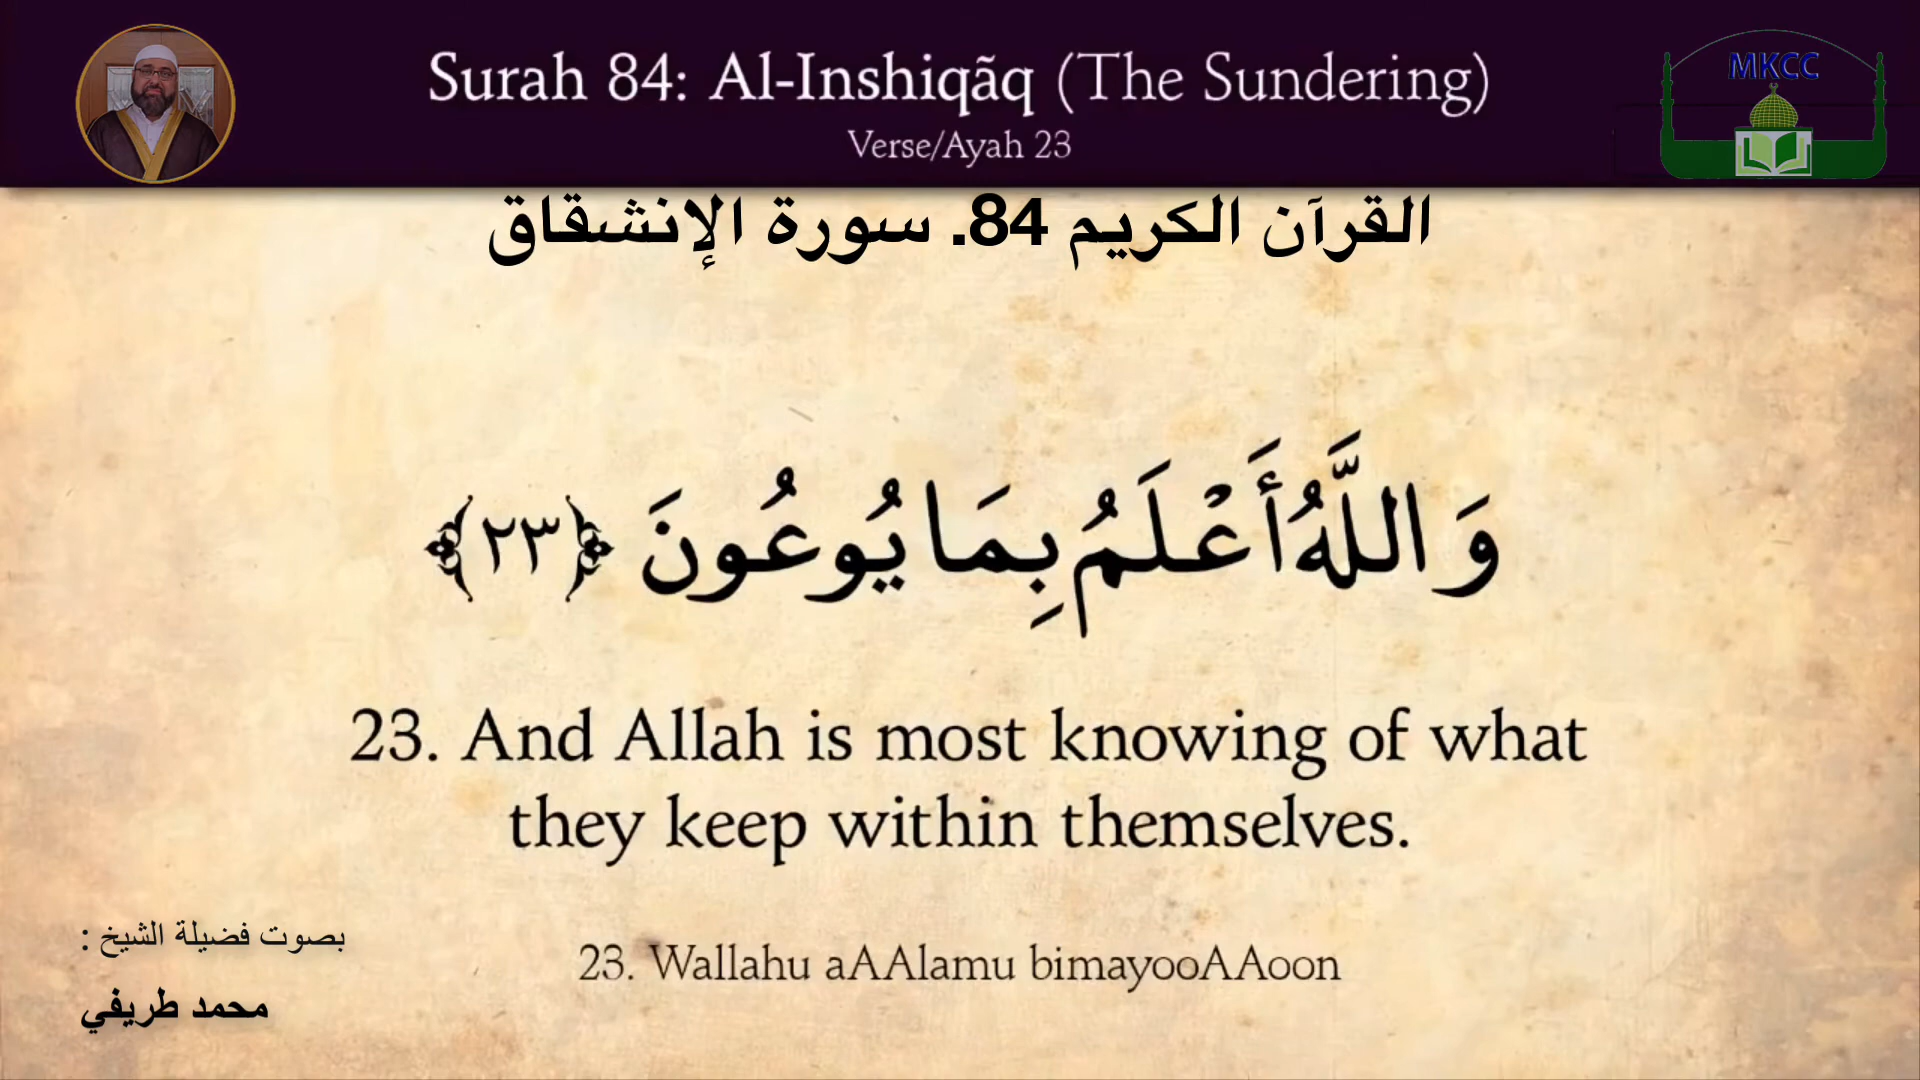 Surah 84: Al-Inshiqãq (The Sundering)
Verse/Ayah 23
MKCC
القرآن الكريم 84. سورة الإنشقاق
وَاللَّهُ أَعْلَمُ بِمَا يُوعُونَ ﴿٢٣﴾
23. And Allah is most knowing of what
they keep within themselves.
23. Wallahu aAAlamu bimayooAAoon
بصوت فضيلة الشيخ :
محمد طريفي